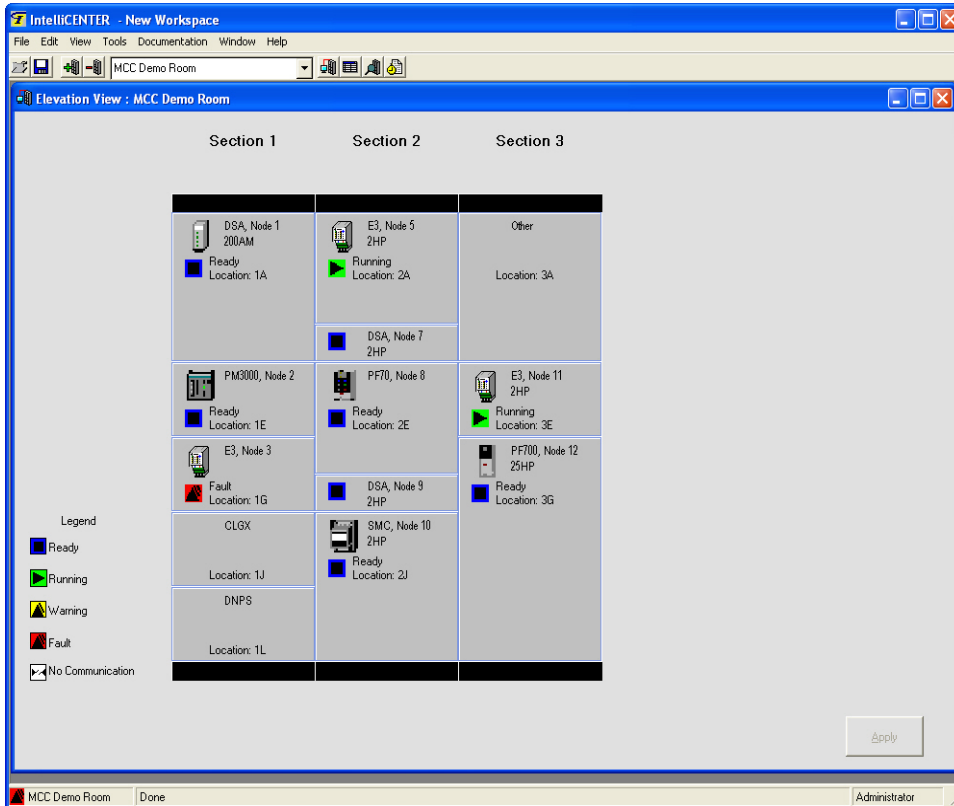 IntelliCENTER - New Workspace
File Edit View Tools Documentation Window Help
MCC Demo Room
Elevation View : MCC Demo Room
Section 1 Section 2 Section 3
DSA, Node 1
200AM
Ready
Location: 1A
PM3000, Node 2
Ready
Location: 1E
E3, Node 3
Fault
Location: 1G
CLGX
Location: 1J
DNPS
Location: 1L
E3, Node 5
2HP
Running
Location: 2A
DSA, Node 7
2HP
PF70, Node 8
Ready
Location: 2E
DSA, Node 9
2HP
SMC, Node 10
2HP
Ready
Location: 2J
Other
Location: 3A
E3, Node 11
2HP
Running
Location: 3E
PF700, Node 12
25HP
Ready
Location: 3G
Legend
Ready
Running
Warning
Fault
No Communication
Apply
MCC Demo Room Done Administrator